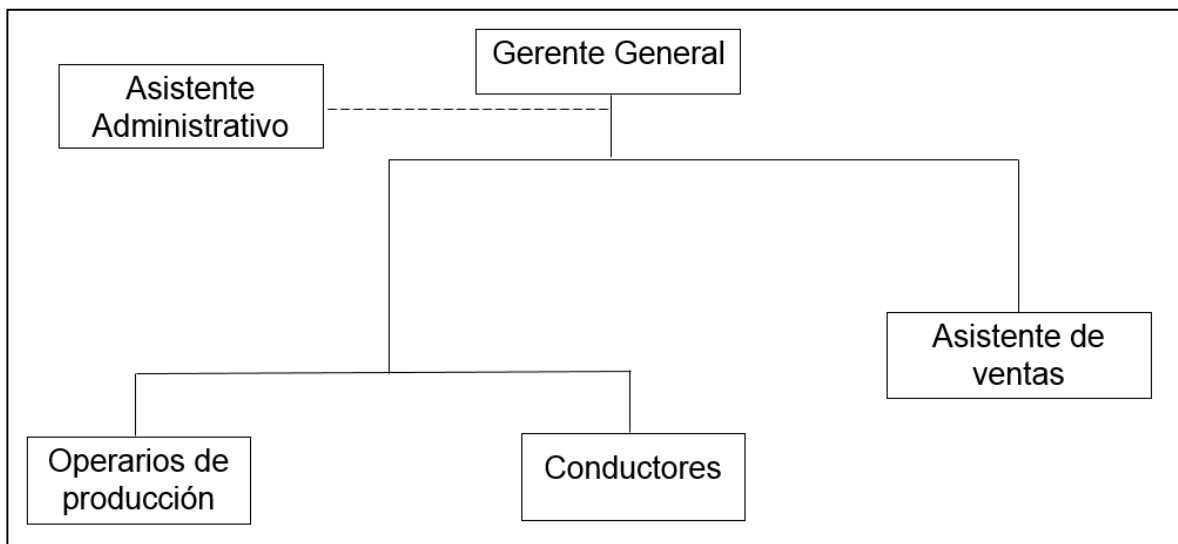 Gerente General
Asistente
Administrativo
Asistente de
ventas
Operarios de
producción
Conductores